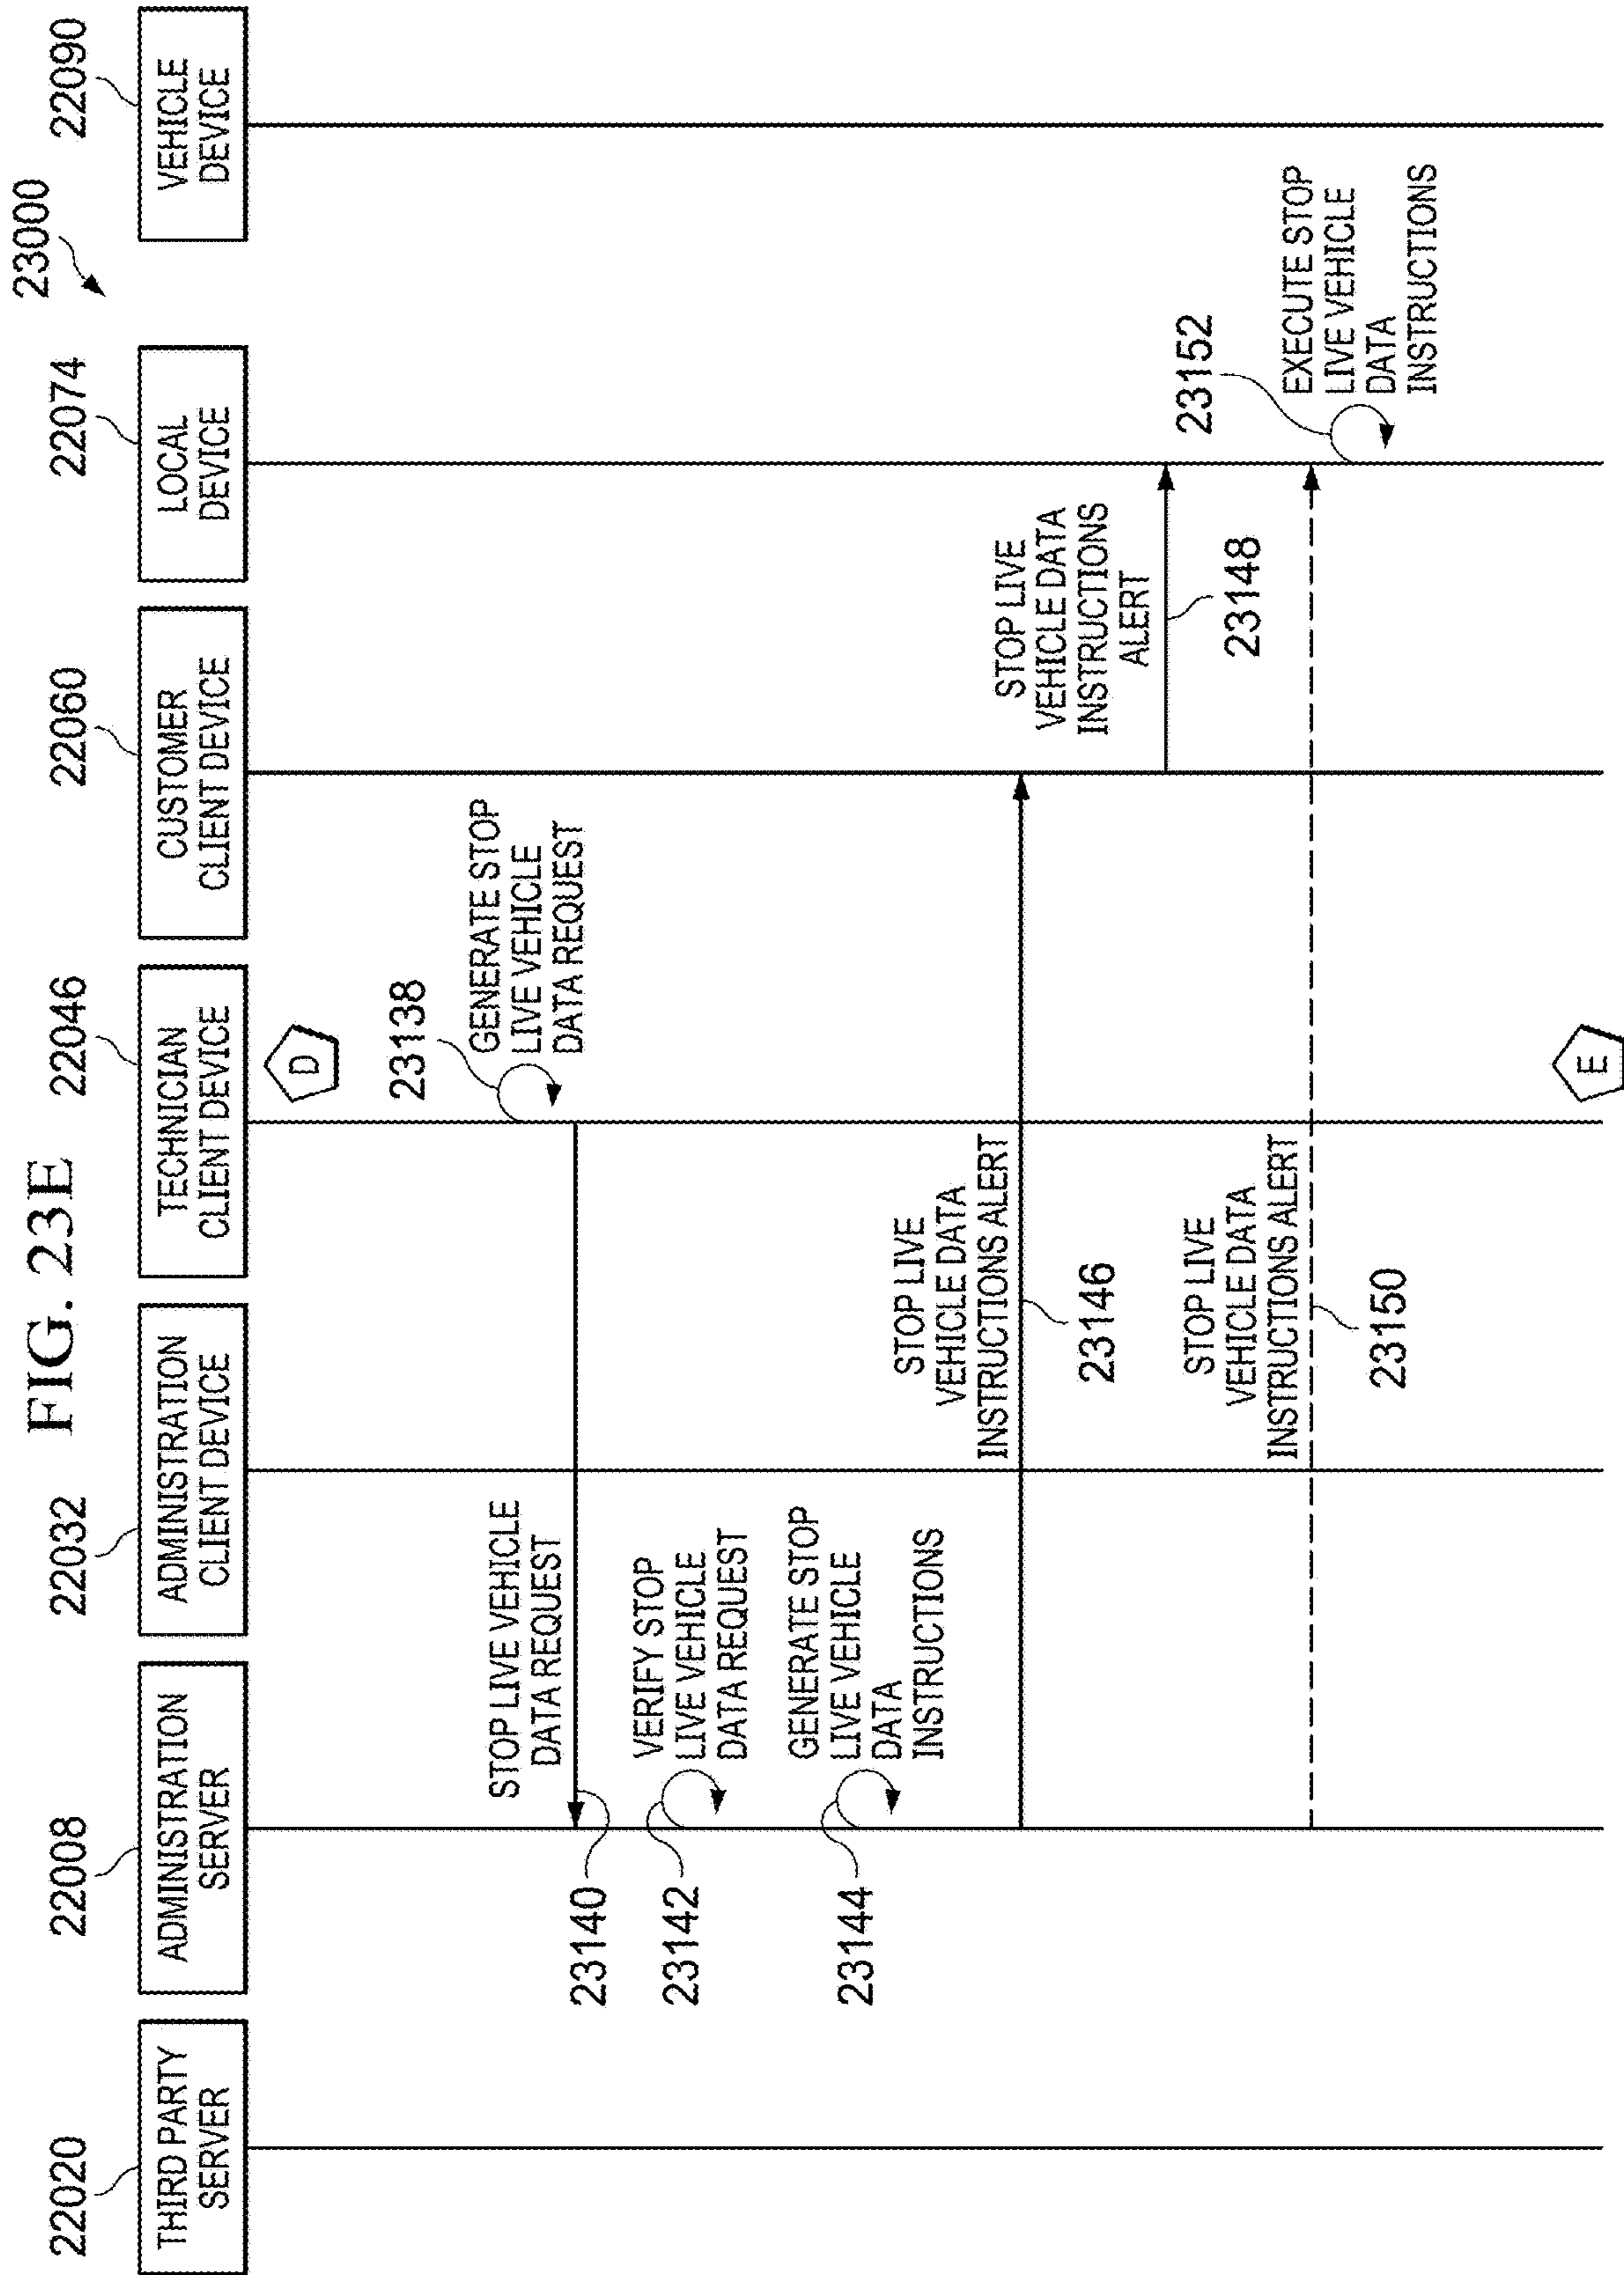 FIG. 23E
23000
22020
22008
22032
22046
22060
22074
22090
THIRD PARTY
SERVER
ADMINISTRATION
SERVER
ADMINISTRATION
CLIENT DEVICE
TECHNICIAN
CLIENT DEVICE
CUSTOMER
CLIENT DEVICE
LOCAL
DEVICE
VEHICLE
DEVICE
D
23138
GENERATE STOP
LIVE VEHICLE
DATA REQUEST
STOP LIVE VEHICLE
DATA REQUEST
23140
VERIFY STOP
LIVE VEHICLE
DATA REQUEST
23142
GENERATE STOP
LIVE VEHICLE
DATA
INSTRUCTIONS
23144
STOP LIVE
VEHICLE DATA
INSTRUCTIONS ALERT
23146
STOP LIVE
VEHICLE DATA
INSTRUCTIONS
ALERT
23148
STOP LIVE
VEHICLE DATA
INSTRUCTIONS ALERT
23150
23152
EXECUTE STOP
LIVE VEHICLE
DATA
INSTRUCTIONS
E